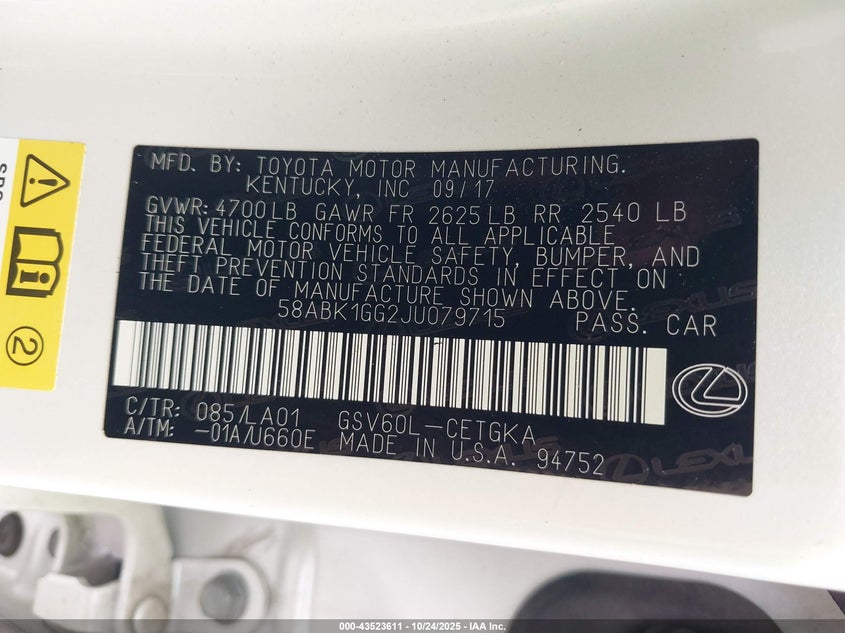 MFD. BY: TOYOTA MOTOR MANUFACTURING.
KENTUCKY, INC 09/17
GVWR: 4700LB GAWR FR 2625LB RR 2540 LB
THIS VEHICLE CONFORMS TO ALL APPLICABLE
FEDERAL MOTOR VEHICLE SAFETY, BUMPER, AND
THEFT PREVENTION STANDARDS IN EFFECT ON
THE DATE OF MANUFACTURE SHOWN ABOVE.
58ABK1GG2JU079715 PASS. CAR
C/TR: 085/LA01 GSV60L-CETGKA
A/TM: -01A/U660E MADE IN U.S.A. 94752
LEXUS
2
000-43523611 - 10/24/2025 - IAA Inc.